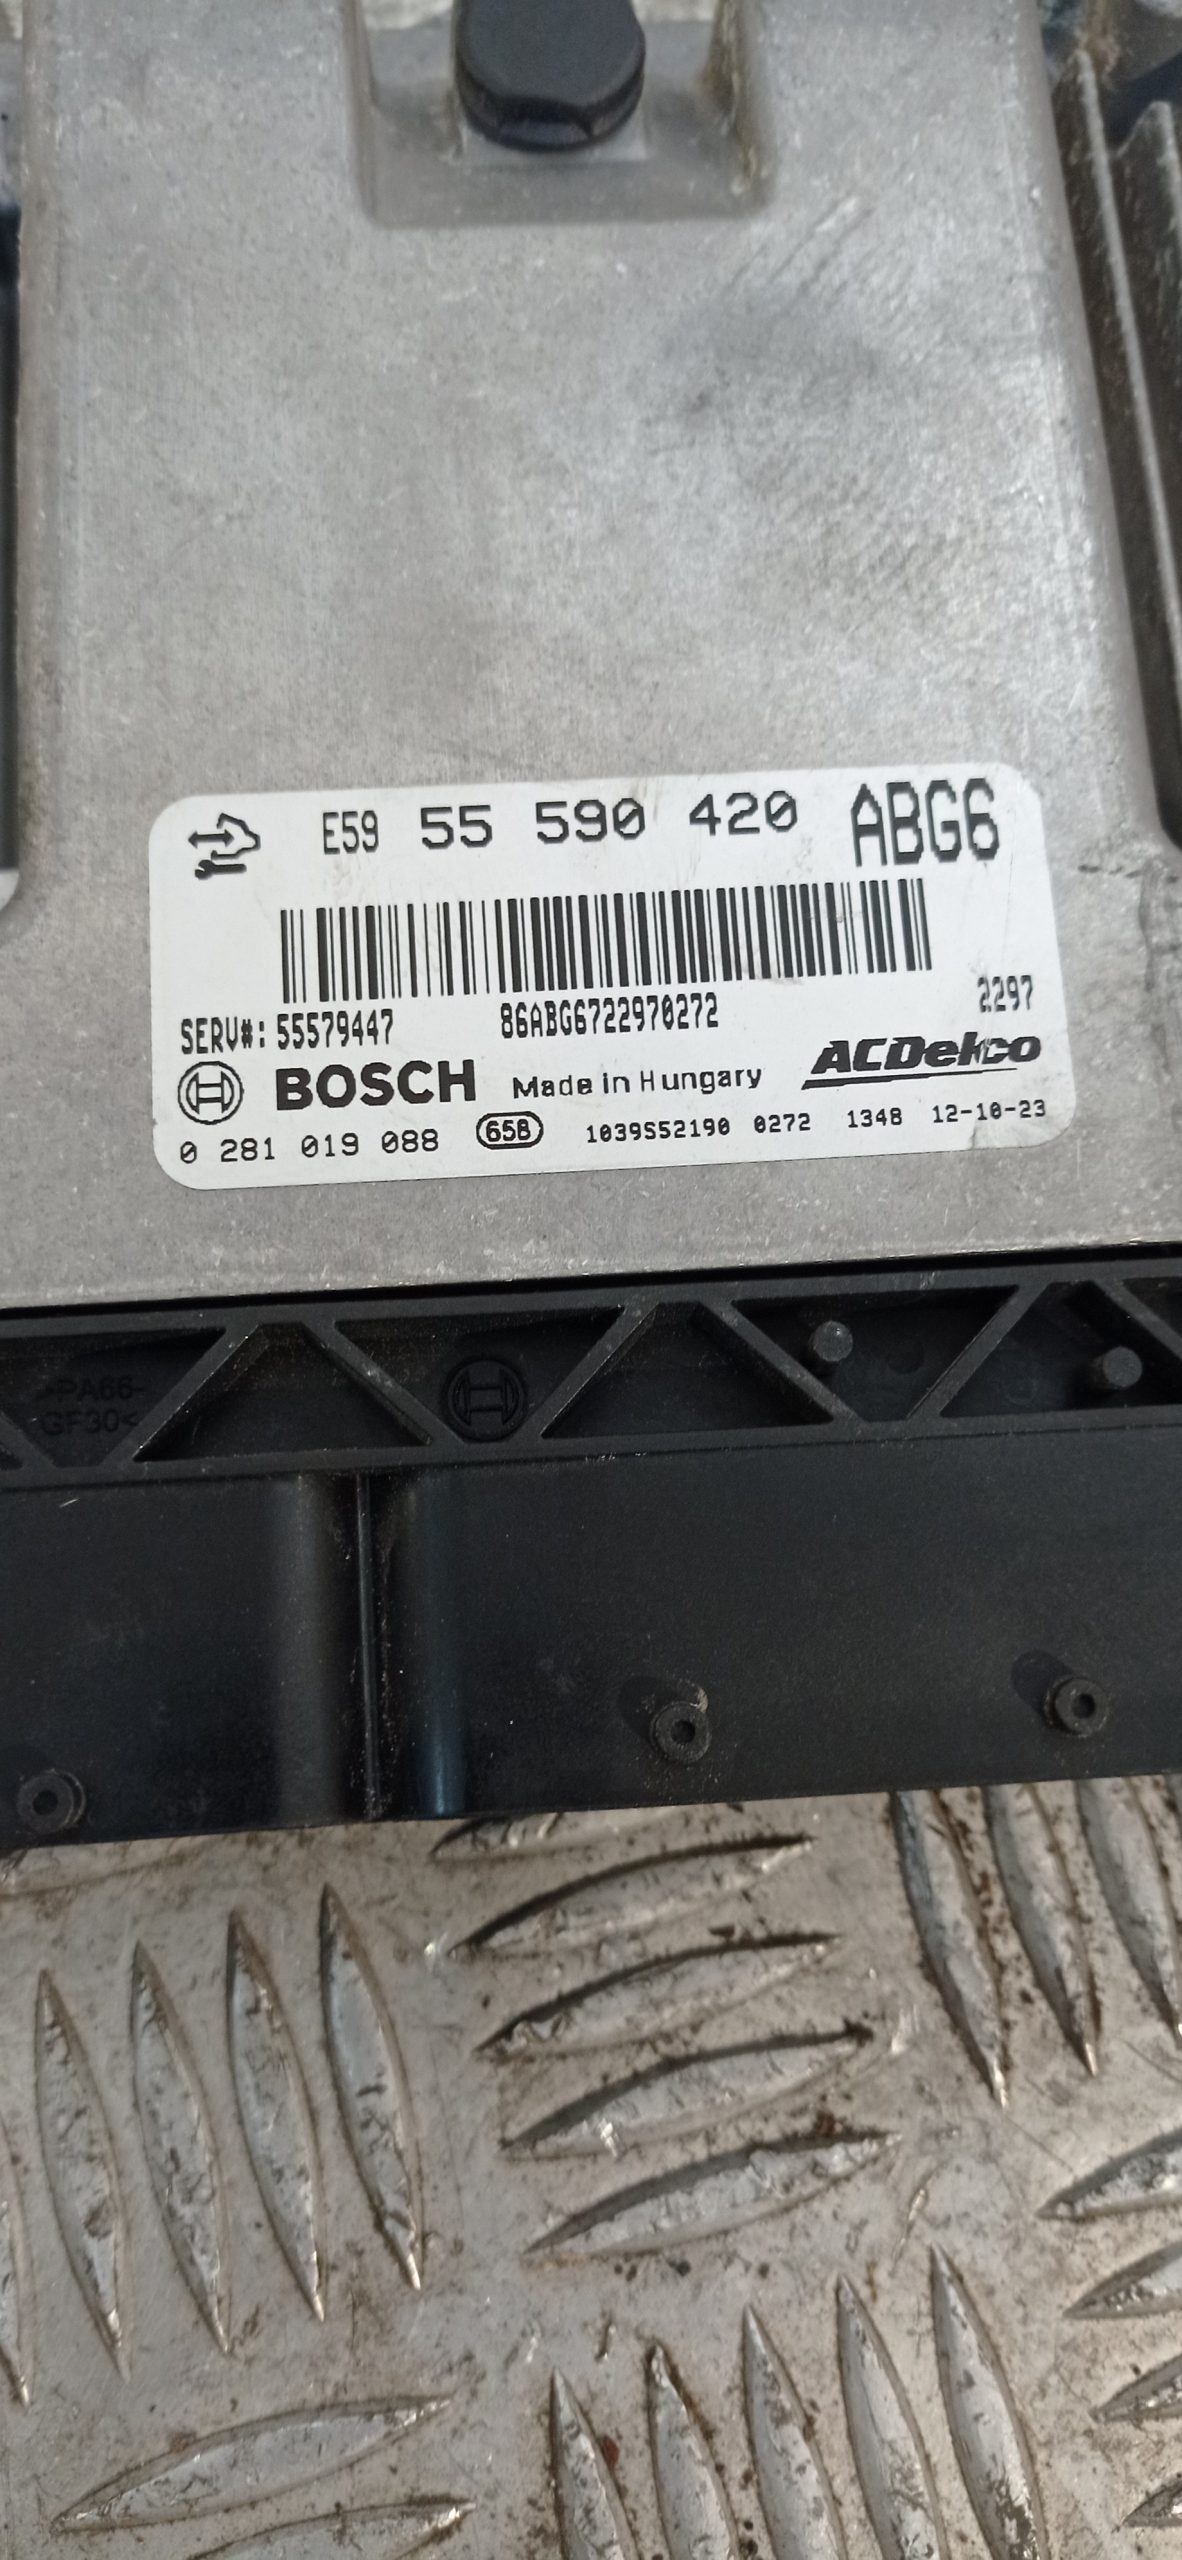 E59 55 590 420 ABG6
SERV#: 55579447 86ABG6722970272 2297
BOSCH Made in Hungary ACDelco
0 281 019 088 65B 1039S52190 0272 1348 12-10-23
>PA66-
GF30<